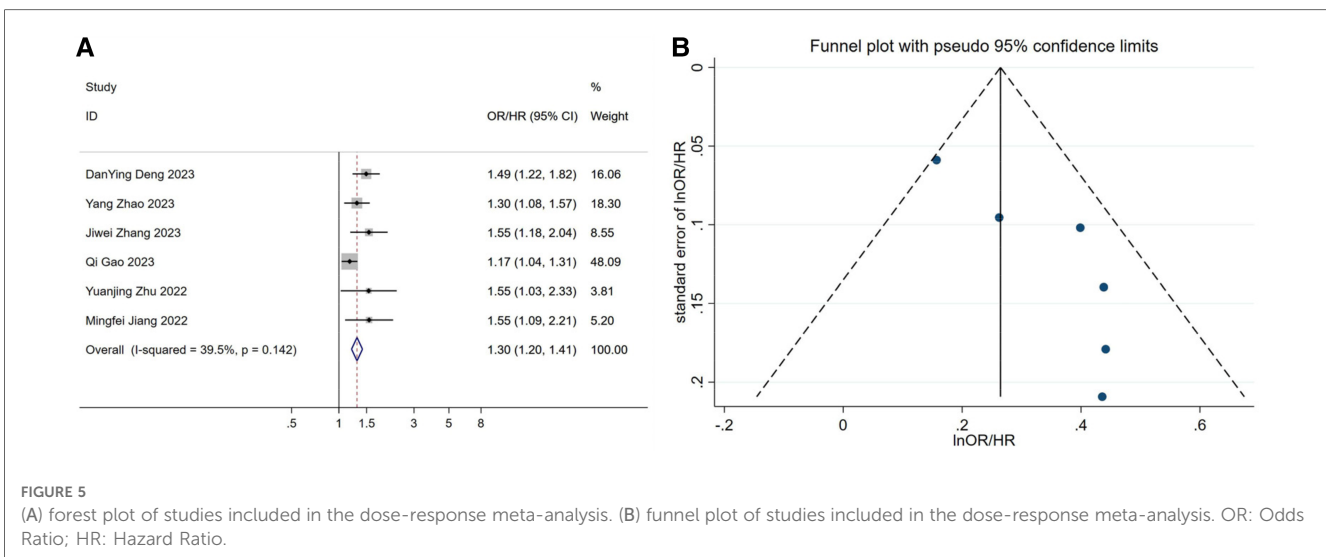 A
Study %
ID OR/HR (95% CI) Weight
DanYing Deng 2023 1.49 (1.22, 1.82) 16.06
Yang Zhao 2023 1.30 (1.08, 1.57) 18.30
Jiwei Zhang 2023 1.55 (1.18, 2.04) 8.55
Qi Gao 2023 1.17 (1.04, 1.31) 48.09
Yuanjing Zhu 2022 1.55 (1.03, 2.33) 3.81
Mingfei Jiang 2022 1.55 (1.09, 2.21) 5.20
Overall (I-squared = 39.5%, p = 0.142) 1.30 (1.20, 1.41) 100.00
.5 1 1.5 3 5 8
B
Funnel plot with pseudo 95% confidence limits
standard error of lnOR/HR
0
.05
.1
.15
.2
-.2 0 .2 .4 .6
lnOR/HR
FIGURE 5
(A) forest plot of studies included in the dose-response meta-analysis. (B) funnel plot of studies included in the dose-response meta-analysis. OR: Odds
Ratio; HR: Hazard Ratio.